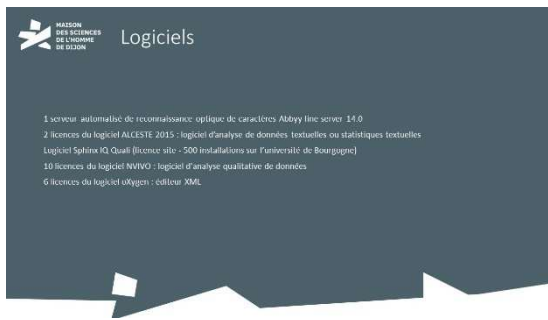 MAISON
DES SCIENCES
DE L'HOMME
DE DIJON
Logiciels
1 serveur automatisé de reconnaissance optique de caractères Abbyy fine server 14.0
2 licences du logiciel ALCESTE 2015 : logiciel d'analyse de données textuelles ou statistiques textuelles
Logiciel Sphinx IQ Quali (licence site - 500 installations sur l'université de Bourgogne)
10 licences du logiciel NVIVO : logiciel d'analyse qualitative de données
6 licences du logiciel oXygen : éditeur XML